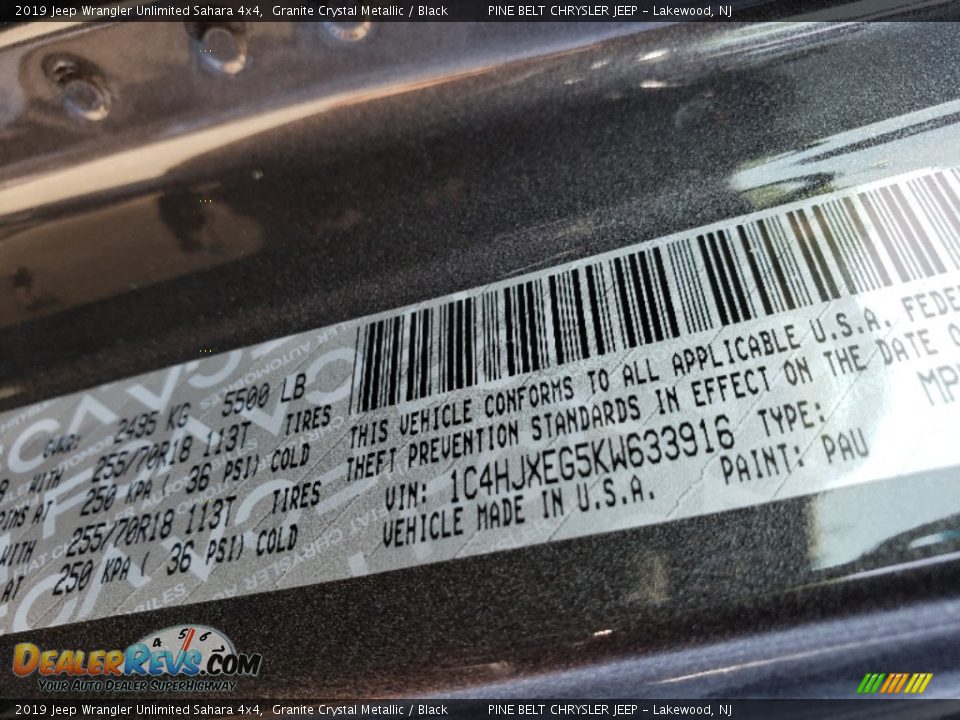 2019 Jeep Wrangler Unlimited Sahara 4x4, Granite Crystal Metallic / Black PINE BELT CHRYSLER JEEP - Lakewood, NJ
GVWR: 2495 KG 5500 LB
WITH 255/70R18 113T TIRES
AT 250 KPA ( 36 PSI) COLD
WITH 255/70R18 113T TIRES
AT 250 KPA ( 36 PSI) COLD
THIS VEHICLE CONFORMS TO ALL APPLICABLE U.S.A.
THEFT PREVENTION STANDARDS IN EFFECT ON THE DATE
VIN: 1C4HJXEG5KW633916 TYPE:
VEHICLE MADE IN U.S.A. PAINT: PAU
4 5 6
DEALERREVS.COM
YOUR AUTO DEALER SUPERHIGHWAY
2019 Jeep Wrangler Unlimited Sahara 4x4, Granite Crystal Metallic / Black PINE BELT CHRYSLER JEEP - Lakewood, NJ